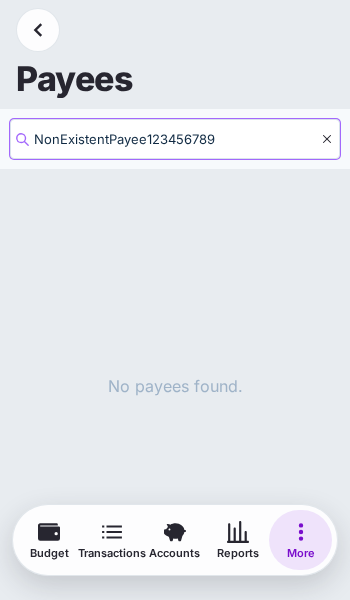 Payees
NonExistentPayee123456789
No payees found.
Budget Transactions Accounts Reports More